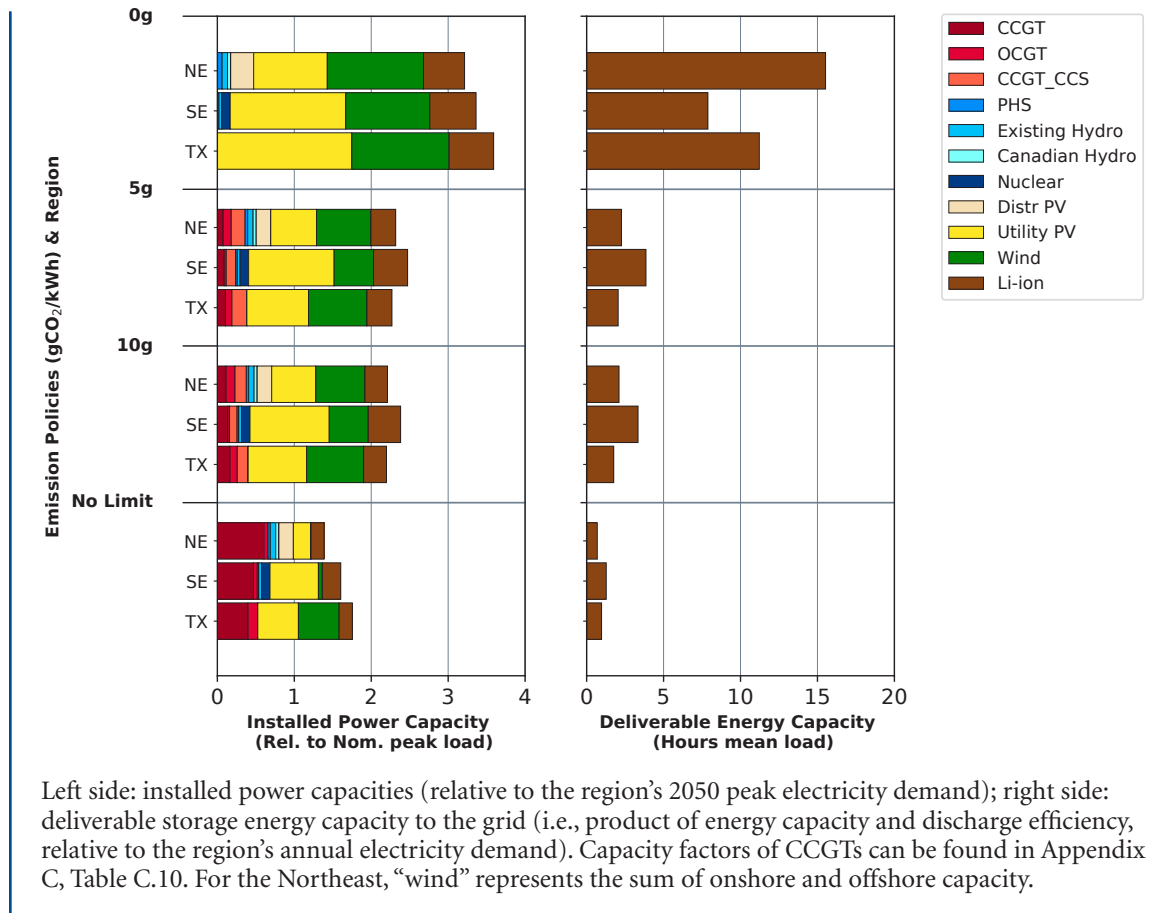 Emission Policies (gCO₂/kWh) & Region
0g
NE
SE
TX
5g
NE
SE
TX
10g
NE
SE
TX
No Limit
NE
SE
TX
0 1 2 3 4
Installed Power Capacity
(Rel. to Nom. peak load)
0 5 10 15 20
Deliverable Energy Capacity
(Hours mean load)
CCGT
OCGT
CCGT_CCS
PHS
Existing Hydro
Canadian Hydro
Nuclear
Distr PV
Utility PV
Wind
Li-ion
Left side: installed power capacities (relative to the region’s 2050 peak electricity demand); right side:
deliverable storage energy capacity to the grid (i.e., product of energy capacity and discharge efficiency,
relative to the region’s annual electricity demand). Capacity factors of CCGTs can be found in Appendix
C, Table C.10. For the Northeast, “wind” represents the sum of onshore and offshore capacity.